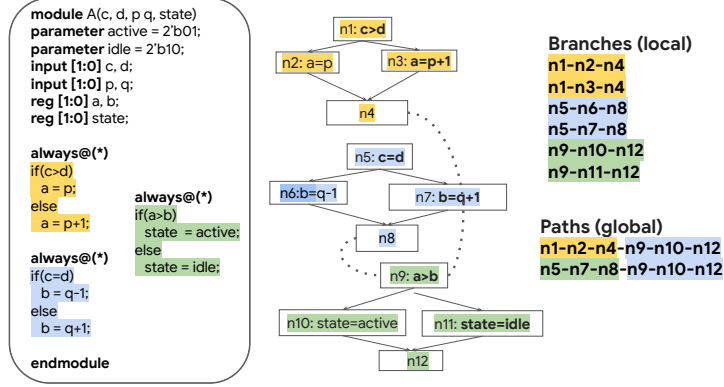 module A(c, d, p q, state)
parameter active = 2'b01;
parameter idle = 2'b10;
input [1:0] c, d;
input [1:0] p, q;
reg [1:0] a, b;
reg [1:0] state;
always@(*)
if(c>d)
a = p;
else
a = p+1;
always@(*)
if(c=d)
b = q-1;
else
b = q+1;
endmodule
always@(*)
if(a>b)
state = active;
else
state = idle;
n1: c>d
n2: a=p
n3: a=p+1
n4
n5: c=d
n6:b=q-1
n7: b=q+1
n8
n9: a>b
n10: state=active
n11: state=idle
n12
Branches (local)
n1-n2-n4
n1-n3-n4
n5-n6-n8
n5-n7-n8
n9-n10-n12
n9-n11-n12
Paths (global)
n1-n2-n4-n9-n10-n12
n5-n7-n8-n9-n10-n12